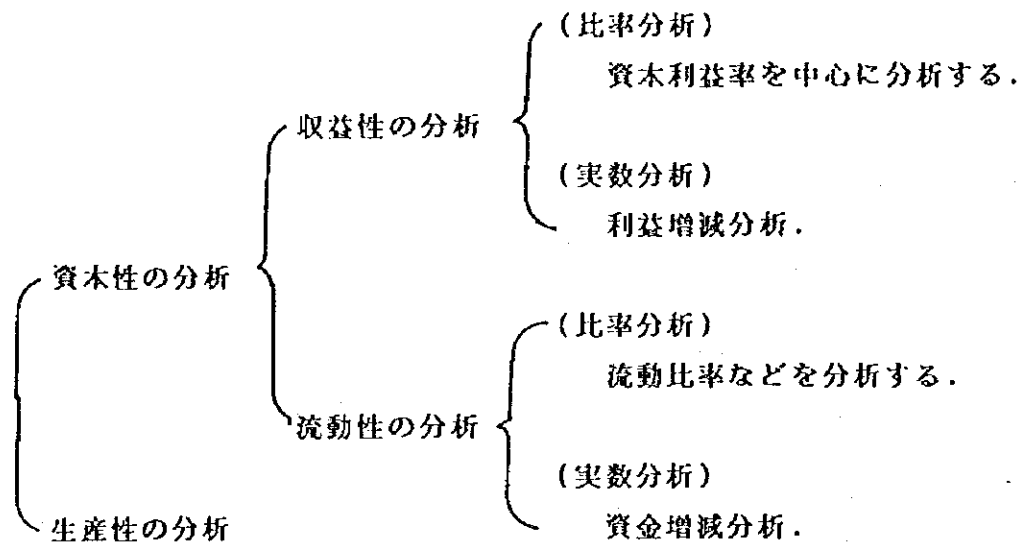 (比率分析)
資本利益率を中心に分析する.
収益性の分析
(実数分析)
利益増減分析.
資本性の分析
(比率分析)
流動比率などを分析する.
流動性の分析
(実数分析)
生産性の分析
資金増減分析.